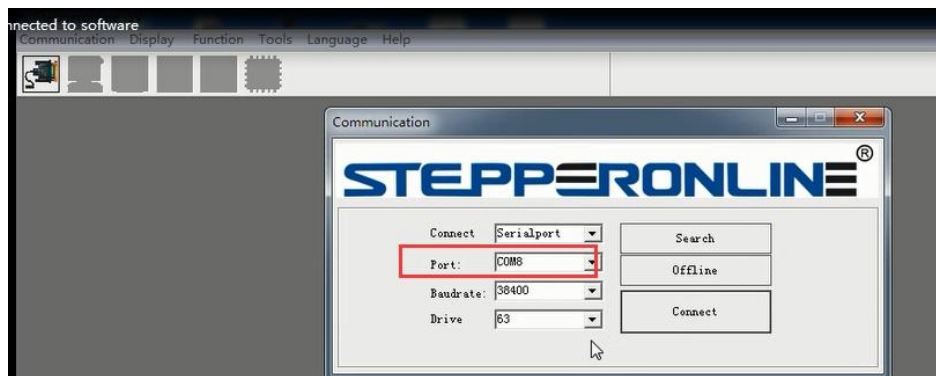 nnected to software
Communication Display Function Tools Language Help
Communication
STEPPERONLINE®
Connect Serialport Search
Port: COM8 Offline
Baudrate: 38400 Connect
Drive 63